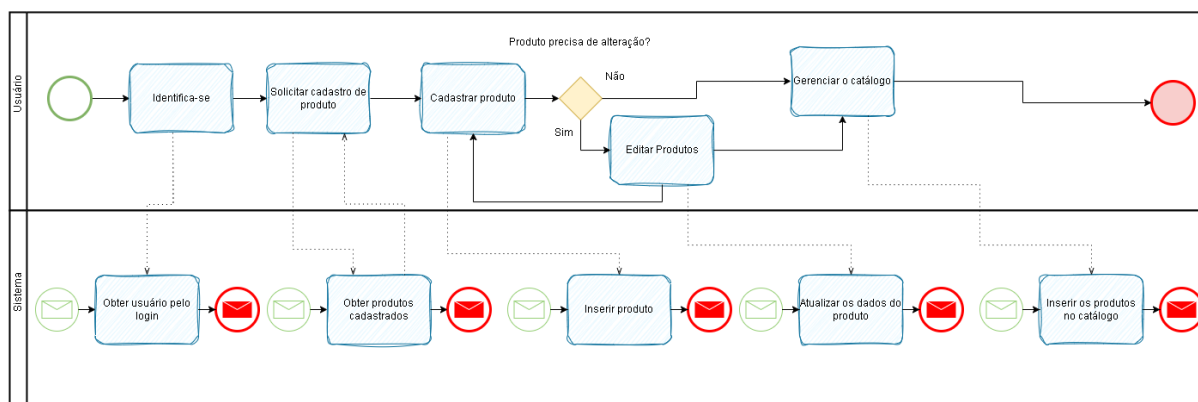 Produto precisa de alteração?
Usuário
Identifica-se
Solicitar cadastro de
produto
Cadastrar produto
Não
Sim
Editar Produtos
Gerenciar o catálogo
Sistema
Obter usuário pelo
login
Obter produtos
cadastrados
Inserir produto
Atualizar os dados do
produto
Inserir os produtos
no catálogo